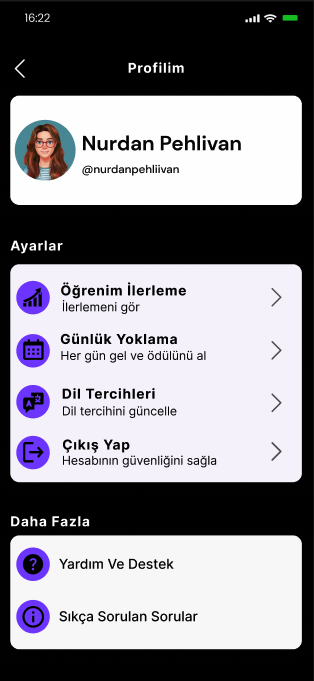 16:22
Profilim
Nurdan Pehlivan
@nurdanpehliivan
Ayarlar
Öğrenim İlerleme
İlerlemeni gör
Günlük Yoklama
Her gün gel ve ödülünü al
Dil Tercihleri
Dil tercihini güncelle
Çıkış Yap
Hesabının güvenliğini sağla
Daha Fazla
Yardım Ve Destek
Sıkça Sorulan Sorular